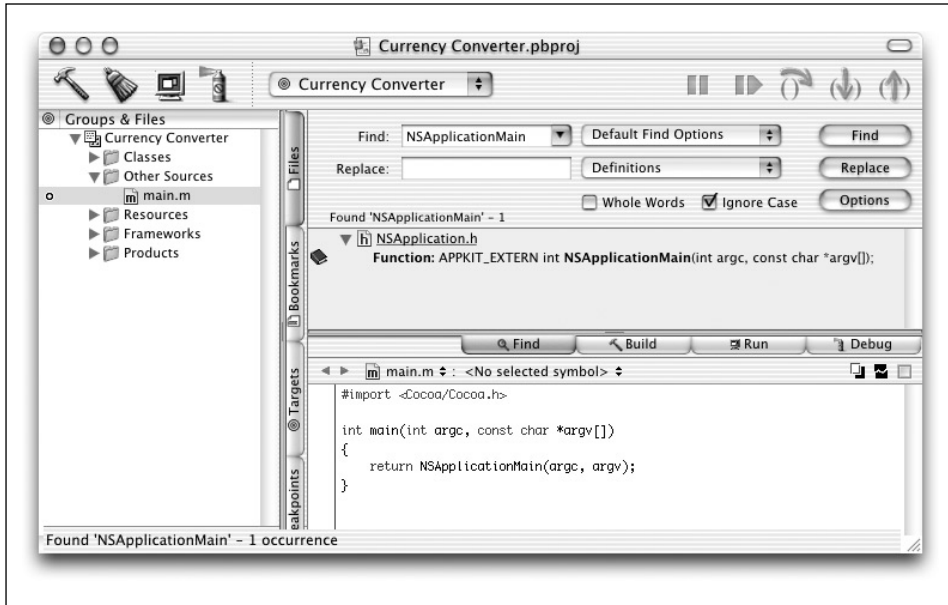 Currency Converter.pbproj
Currency Converter
Groups & Files
Currency Converter
Classes
Other Sources
main.m
Resources
Frameworks
Products
Files
Bookmarks
Targets
eakpoints
Find: NSApplicationMain Default Find Options Find
Replace: Definitions Replace
Whole Words Ignore Case Options
Found 'NSApplicationMain' – 1
h NSApplication.h
Function: APPKIT_EXTERN int NSApplicationMain(int argc, const char *argv[]);
Find Build Run Debug
m main.m : <No selected symbol>
#import <Cocoa/Cocoa.h>
int main(int argc, const char *argv[])
{
return NSApplicationMain(argc, argv);
}
Found 'NSApplicationMain' – 1 occurrence